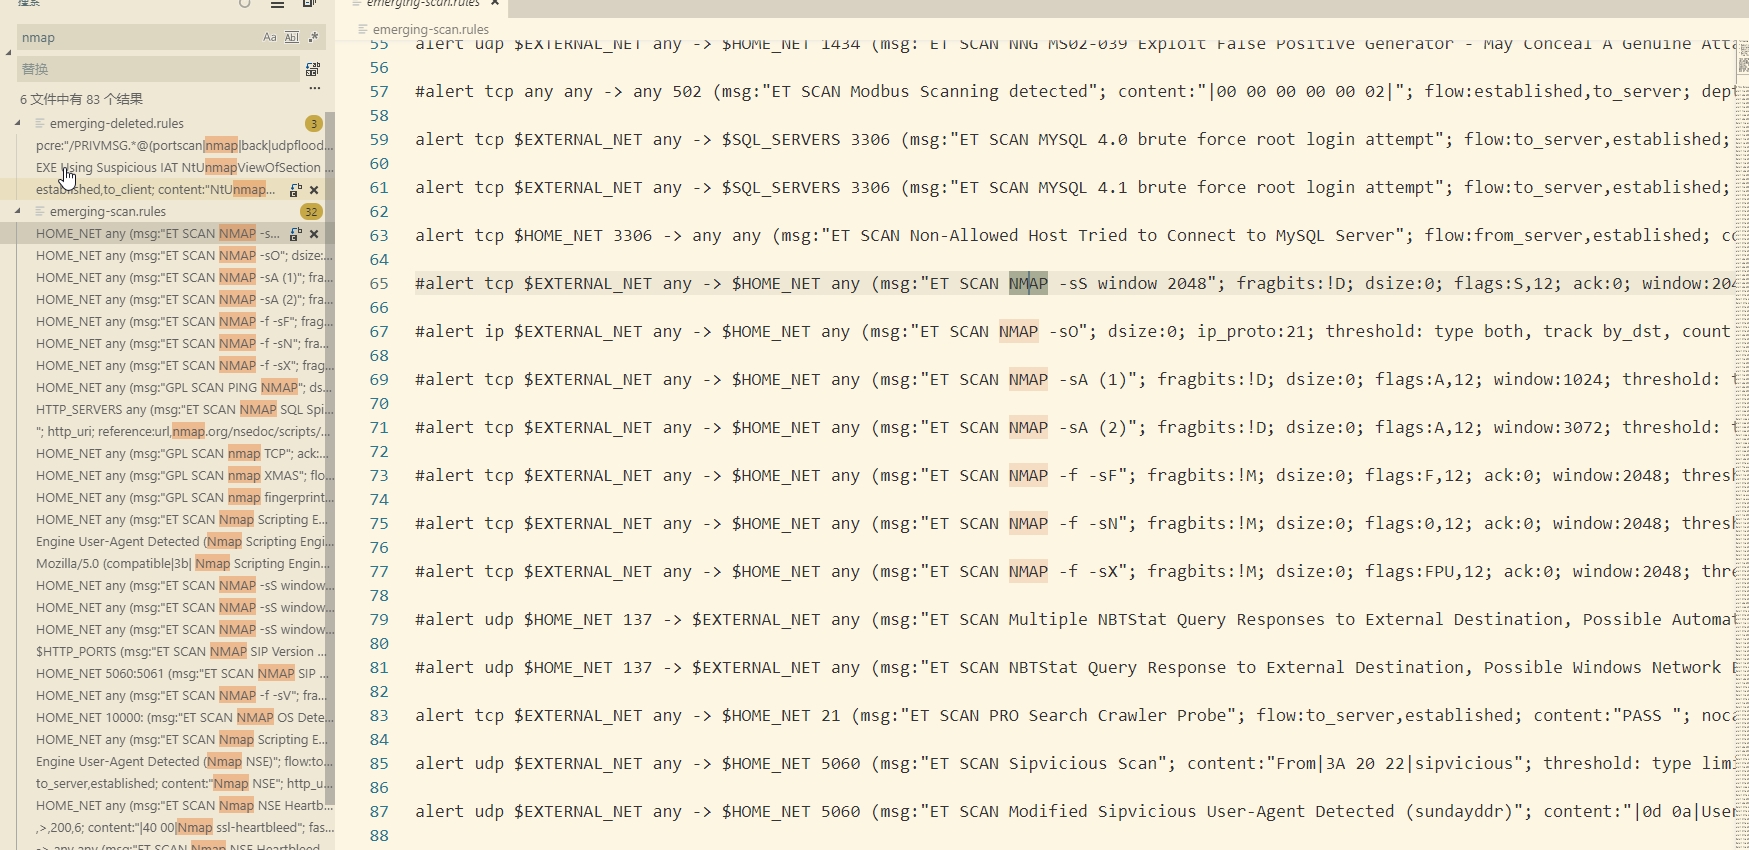 搜索
nmap
Aa Abl .*
替换
6 文件中有 83 个结果
emerging-deleted.rules 3
pcre:"/PRIVMSG.*@(portscan|nmap|back|udpflood...
EXE Using Suspicious IAT NtUnmapViewOfSection ...
established,to_client; content:"NtUnmap...
emerging-scan.rules 32
HOME_NET any (msg:"ET SCAN NMAP -s...
HOME_NET any (msg:"ET SCAN NMAP -sO"; dsize:...
HOME_NET any (msg:"ET SCAN NMAP -sA (1)"; fra...
HOME_NET any (msg:"ET SCAN NMAP -sA (2)"; fra...
HOME_NET any (msg:"ET SCAN NMAP -f -sF"; frag...
HOME_NET any (msg:"ET SCAN NMAP -f -sN"; fra...
HOME_NET any (msg:"ET SCAN NMAP -f -sX"; frag...
HOME_NET any (msg:"GPL SCAN PING NMAP"; ds...
HTTP_SERVERS any (msg:"ET SCAN NMAP SQL Spi...
"; http_uri; reference:url,nmap.org/nsedoc/scripts/...
HOME_NET any (msg:"GPL SCAN nmap TCP"; ack:...
HOME_NET any (msg:"GPL SCAN nmap XMAS"; flo...
HOME_NET any (msg:"GPL SCAN nmap fingerprint...
HOME_NET any (msg:"ET SCAN Nmap Scripting E...
Engine User-Agent Detected (Nmap Scripting Engi...
Mozilla/5.0 (compatible|3b| Nmap Scripting Engin...
HOME_NET any (msg:"ET SCAN NMAP -sS window...
HOME_NET any (msg:"ET SCAN NMAP -sS window...
HOME_NET any (msg:"ET SCAN NMAP -sS window...
$HTTP_PORTS (msg:"ET SCAN NMAP SIP Version ...
HOME_NET 5060:5061 (msg:"ET SCAN NMAP SIP ...
HOME_NET any (msg:"ET SCAN NMAP -f -sV"; fra...
HOME_NET 10000: (msg:"ET SCAN NMAP OS Dete...
HOME_NET any (msg:"ET SCAN Nmap Scripting E...
Engine User-Agent Detected (Nmap NSE)"; flow:to...
to_server,established; content:"Nmap NSE"; http_u...
HOME_NET any (msg:"ET SCAN Nmap NSE Heartb...
,>,200,6; content:"|40 00|Nmap ssl-heartbleed"; fas...
-> any any (msg:"ET SCAN Nmap NSE Heartbleed
emerging-scan.rules
emerging-scan.rules
55 alert udp $EXTERNAL_NET any -> $HOME_NET 1434 (msg:"ET SCAN NNG MS02-039 Exploit False Positive Generator - May Conceal A Genuine Atta
56
57 #alert tcp any any -> any 502 (msg:"ET SCAN Modbus Scanning detected"; content:"|00 00 00 00 00 02|"; flow:established,to_server; dept
58
59 alert tcp $EXTERNAL_NET any -> $SQL_SERVERS 3306 (msg:"ET SCAN MYSQL 4.0 brute force root login attempt"; flow:to_server,established;
60
61 alert tcp $EXTERNAL_NET any -> $SQL_SERVERS 3306 (msg:"ET SCAN MYSQL 4.1 brute force root login attempt"; flow:to_server,established;
62
63 alert tcp $HOME_NET 3306 -> any any (msg:"ET SCAN Non-Allowed Host Tried to Connect to MySQL Server"; flow:from_server,established; co
64
65 #alert tcp $EXTERNAL_NET any -> $HOME_NET any (msg:"ET SCAN NMAP -sS window 2048"; fragbits:!D; dsize:0; flags:S,12; ack:0; window:204
66
67 #alert ip $EXTERNAL_NET any -> $HOME_NET any (msg:"ET SCAN NMAP -sO"; dsize:0; ip_proto:21; threshold: type both, track by_dst, count
68
69 #alert tcp $EXTERNAL_NET any -> $HOME_NET any (msg:"ET SCAN NMAP -sA (1)"; fragbits:!D; dsize:0; flags:A,12; window:1024; threshold: t
70
71 #alert tcp $EXTERNAL_NET any -> $HOME_NET any (msg:"ET SCAN NMAP -sA (2)"; fragbits:!D; dsize:0; flags:A,12; window:3072; threshold: t
72
73 #alert tcp $EXTERNAL_NET any -> $HOME_NET any (msg:"ET SCAN NMAP -f -sF"; fragbits:!M; dsize:0; flags:F,12; ack:0; window:2048; thresh
74
75 #alert tcp $EXTERNAL_NET any -> $HOME_NET any (msg:"ET SCAN NMAP -f -sN"; fragbits:!M; dsize:0; flags:0,12; ack:0; window:2048; thresh
76
77 #alert tcp $EXTERNAL_NET any -> $HOME_NET any (msg:"ET SCAN NMAP -f -sX"; fragbits:!M; dsize:0; flags:FPU,12; ack:0; window:2048; thre
78
79 #alert udp $HOME_NET 137 -> $EXTERNAL_NET any (msg:"ET SCAN Multiple NBTStat Query Responses to External Destination, Possible Automat
80
81 #alert udp $HOME_NET 137 -> $EXTERNAL_NET any (msg:"ET SCAN NBTStat Query Response to External Destination, Possible Windows Network E
82
83 alert tcp $EXTERNAL_NET any -> $HOME_NET 21 (msg:"ET SCAN PRO Search Crawler Probe"; flow:to_server,established; content:"PASS "; noca
84
85 alert udp $EXTERNAL_NET any -> $HOME_NET 5060 (msg:"ET SCAN Sipvicious Scan"; content:"From|3A 20 22|sipvicious"; threshold: type limi
86
87 alert udp $EXTERNAL_NET any -> $HOME_NET 5060 (msg:"ET SCAN Modified Sipvicious User-Agent Detected (sundayddr)"; content:"|0d 0a|User
88